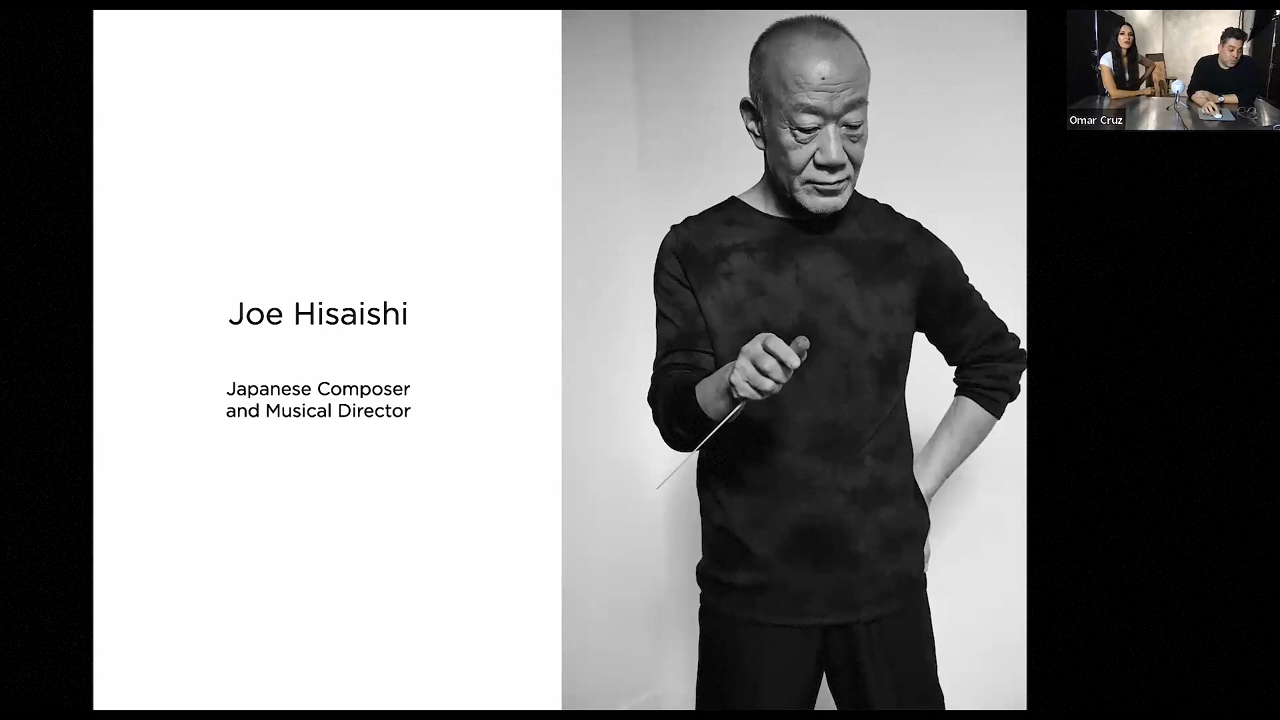 Joe Hisaishi
Japanese Composer
and Musical Director
Omar Cruz